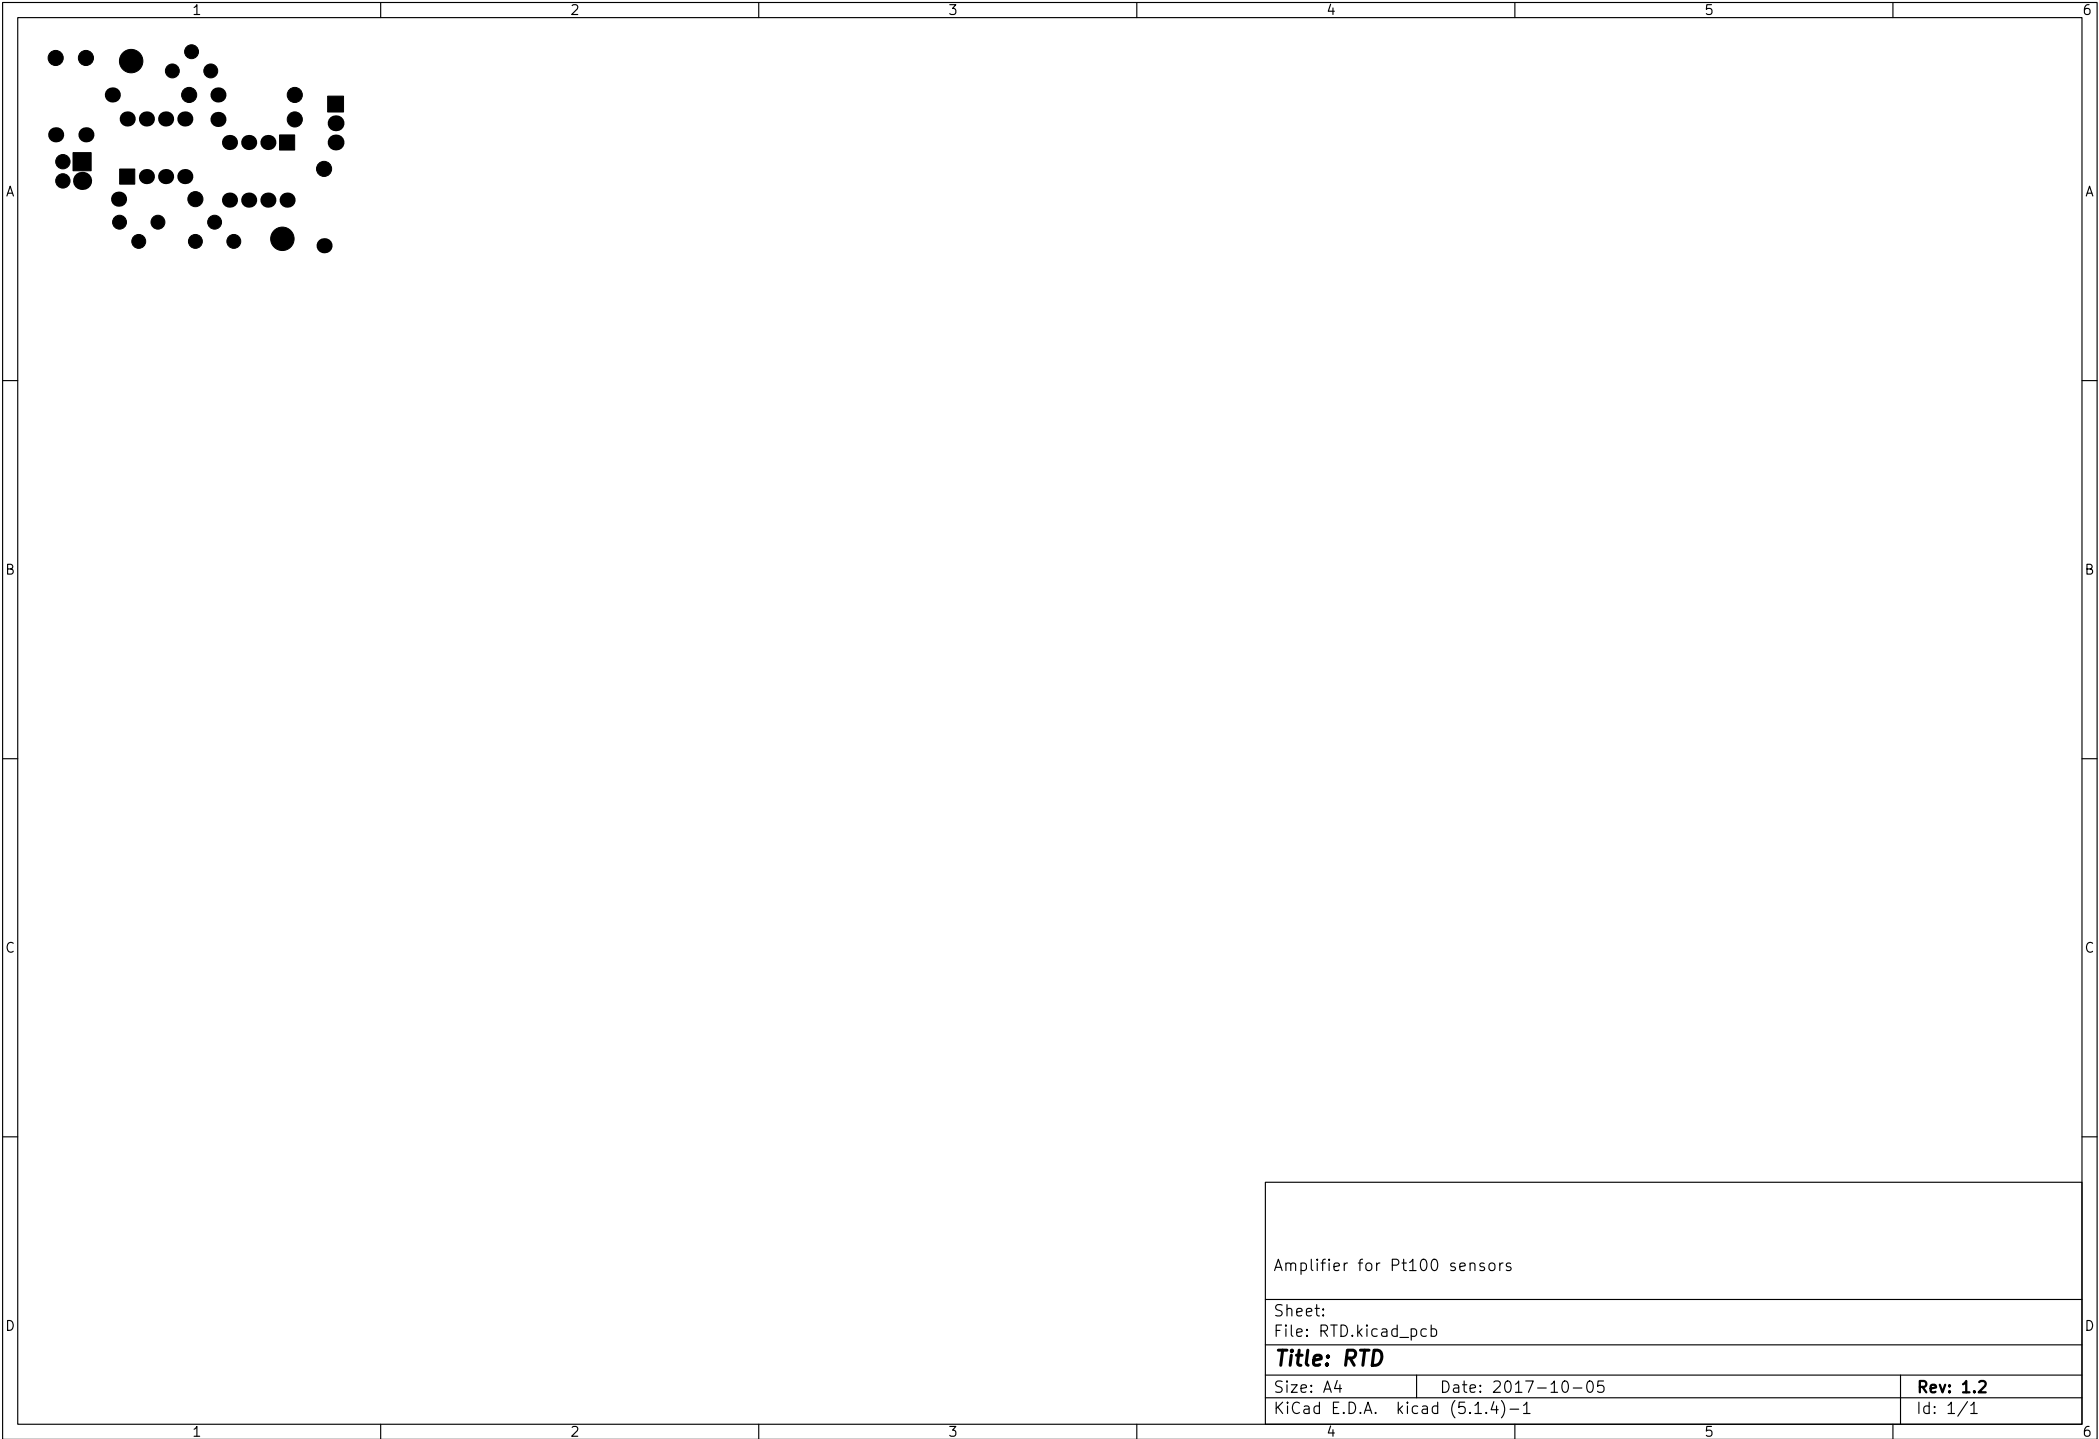 1 2 3 4 5 6
A A
B B
C C
Amplifier for Pt100 sensors
Sheet:
D D
File: RTD.kicad_pcb
Title: RTD
Size: A4 Date: 2017-10-05 Rev: 1.2
KiCad E.D.A. kicad (5.1.4)-1 Id: 1/1
1 2 3 4 5 6